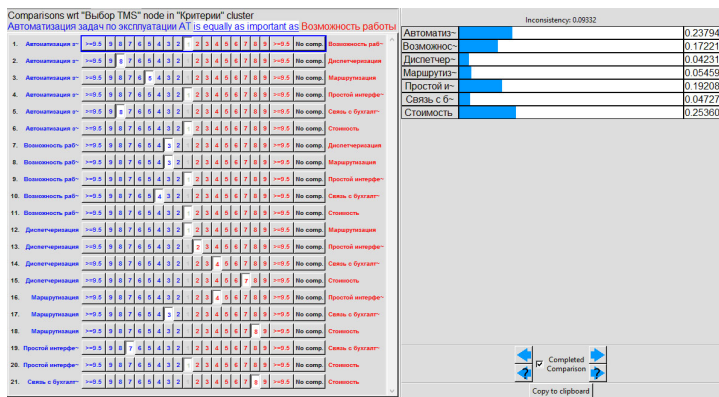 Comparisons wrt "Выбор TMS" node in "Критерии" cluster
Автоматизация задач по эксплуатации АТ is equally as important as Возможность работы
1. Автоматизация з~ >=9.5 9 8 7 6 5 4 3 2 1 2 3 4 5 6 7 8 9 >=9.5 No comp. Возможность раб~
2. Автоматизация з~ >=9.5 9 8 7 6 5 4 3 2 1 2 3 4 5 6 7 8 9 >=9.5 No comp. Диспетчеризация
3. Автоматизация з~ >=9.5 9 8 7 6 5 4 3 2 1 2 3 4 5 6 7 8 9 >=9.5 No comp. Маршрутизация
4. Автоматизация з~ >=9.5 9 8 7 6 5 4 3 2 1 2 3 4 5 6 7 8 9 >=9.5 No comp. Простой интерфе~
5. Автоматизация з~ >=9.5 9 8 7 6 5 4 3 2 1 2 3 4 5 6 7 8 9 >=9.5 No comp. Связь с бухгалт~
6. Автоматизация з~ >=9.5 9 8 7 6 5 4 3 2 1 2 3 4 5 6 7 8 9 >=9.5 No comp. Стоимость
7. Возможность раб~ >=9.5 9 8 7 6 5 4 3 2 1 2 3 4 5 6 7 8 9 >=9.5 No comp. Диспетчеризация
8. Возможность раб~ >=9.5 9 8 7 6 5 4 3 2 1 2 3 4 5 6 7 8 9 >=9.5 No comp. Маршрутизация
9. Возможность раб~ >=9.5 9 8 7 6 5 4 3 2 1 2 3 4 5 6 7 8 9 >=9.5 No comp. Простой интерфе~
10. Возможность раб~ >=9.5 9 8 7 6 5 4 3 2 1 2 3 4 5 6 7 8 9 >=9.5 No comp. Связь с бухгалт~
11. Возможность раб~ >=9.5 9 8 7 6 5 4 3 2 1 2 3 4 5 6 7 8 9 >=9.5 No comp. Стоимость
12. Диспетчеризация >=9.5 9 8 7 6 5 4 3 2 1 2 3 4 5 6 7 8 9 >=9.5 No comp. Маршрутизация
13. Диспетчеризация >=9.5 9 8 7 6 5 4 3 2 1 2 3 4 5 6 7 8 9 >=9.5 No comp. Простой интерфе~
14. Диспетчеризация >=9.5 9 8 7 6 5 4 3 2 1 2 3 4 5 6 7 8 9 >=9.5 No comp. Связь с бухгалт~
15. Диспетчеризация >=9.5 9 8 7 6 5 4 3 2 1 2 3 4 5 6 7 8 9 >=9.5 No comp. Стоимость
16. Маршрутизация >=9.5 9 8 7 6 5 4 3 2 1 2 3 4 5 6 7 8 9 >=9.5 No comp. Простой интерфе~
17. Маршрутизация >=9.5 9 8 7 6 5 4 3 2 1 2 3 4 5 6 7 8 9 >=9.5 No comp. Связь с бухгалт~
18. Маршрутизация >=9.5 9 8 7 6 5 4 3 2 1 2 3 4 5 6 7 8 9 >=9.5 No comp. Стоимость
19. Простой интерфе~ >=9.5 9 8 7 6 5 4 3 2 1 2 3 4 5 6 7 8 9 >=9.5 No comp. Связь с бухгалт~
20. Простой интерфе~ >=9.5 9 8 7 6 5 4 3 2 1 2 3 4 5 6 7 8 9 >=9.5 No comp. Стоимость
21. Связь с бухгалт~ >=9.5 9 8 7 6 5 4 3 2 1 2 3 4 5 6 7 8 9 >=9.5 No comp. Стоимость
Inconsistency: 0.09332
Автоматиз~ 0.23794
Возможнос~ 0.17221
Диспетчер~ 0.04231
Маршрутиз~ 0.05459
Простой и~ 0.19208
Связь с б~ 0.04727
Стоимость 0.25360
Completed
Comparison
Copy to clipboard